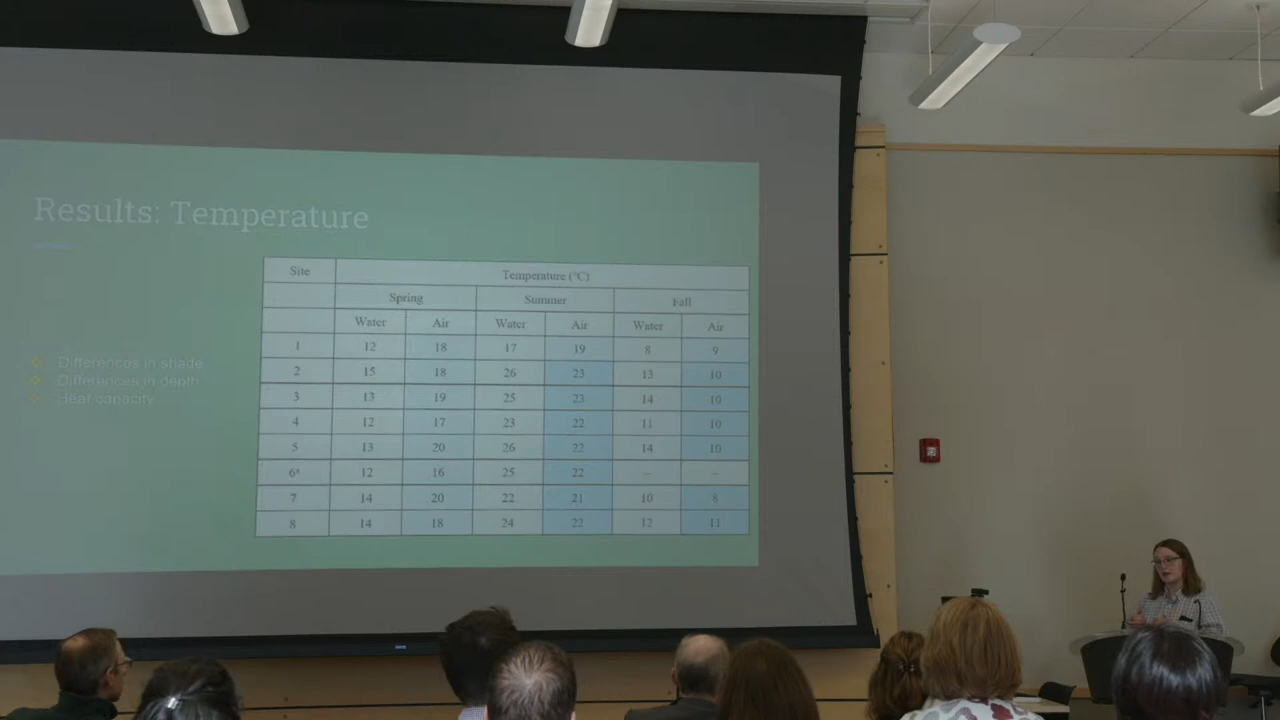 Results: Temperature
Differences in shade
Differences in depth
Heat capacity
Site Temperature (°C)
Spring Summer Fall
Water Air Water Air Water Air
1 12 18 17 19 8 9
2 15 18 26 23 13 10
3 13 19 25 23 14 10
4 12 17 23 22 11 10
5 13 20 26 22 14 10
12 16 25 22 – –
7 14 20 22 21 10 8
8 14 18 24 22 12 11